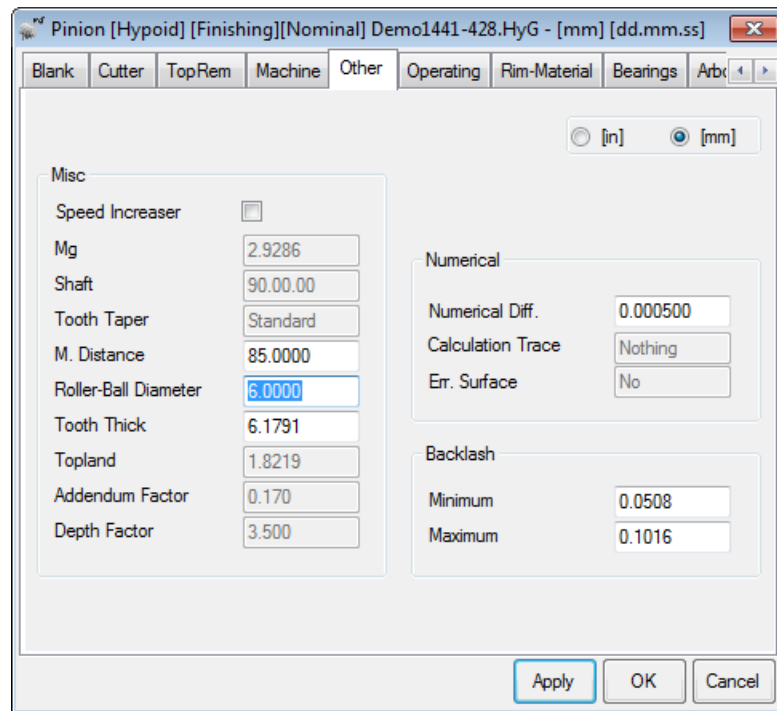 Pinion [Hypoid] [Finishing][Nominal] Demo1441-428.HyG - [mm] [dd.mm.ss]
Blank Cutter TopRem Machine Other Operating Rim-Material Bearings Arbo
[in] [mm]
Misc
Speed Increaser
Mg 2.9286
Shaft 90.00.00
Tooth Taper Standard
M. Distance 85.0000
Roller-Ball Diameter 6.0000
Tooth Thick 6.1791
Topland 1.8219
Addendum Factor 0.170
Depth Factor 3.500
Numerical
Numerical Diff. 0.000500
Calculation Trace Nothing
Err. Surface No
Backlash
Minimum 0.0508
Maximum 0.1016
Apply OK Cancel